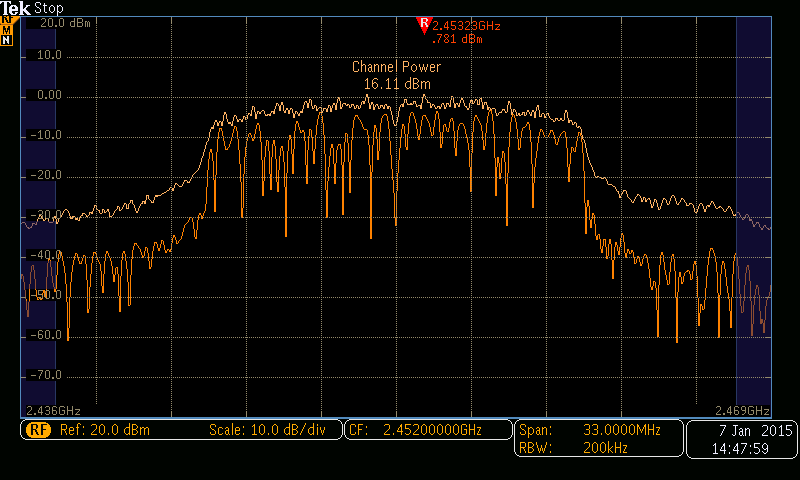 Tek Stop
R
M
N
20.0 dBm
R
2.45323GHz
.781 dBm
10.0
Channel Power
16.11 dBm
0.00
-10.0
-20.0
-30.0
-40.0
-50.0
-60.0
-70.0
2.436GHz
2.469GHz
RF Ref: 20.0 dBm Scale: 10.0 dB/div CF: 2.45200000GHz Span: 33.0000MHz 7 Jan 2015
RBW: 200kHz 14:47:59